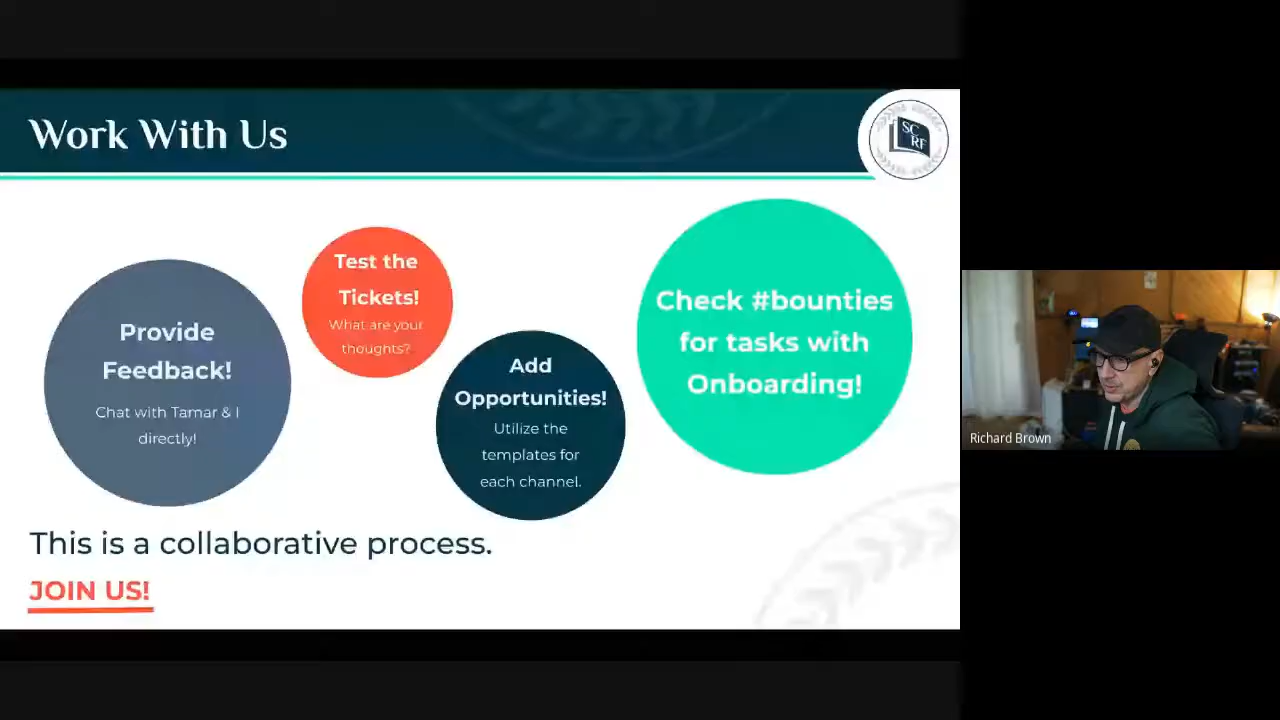 Work With Us
SC
RF
Provide
Feedback!
Chat with Tamar & I
directly!
Test the
Tickets!
What are your
thoughts?
Add
Opportunities!
Utilize the
templates for
each channel.
Check #bounties
for tasks with
Onboarding!
This is a collaborative process.
JOIN US!
Richard Brown